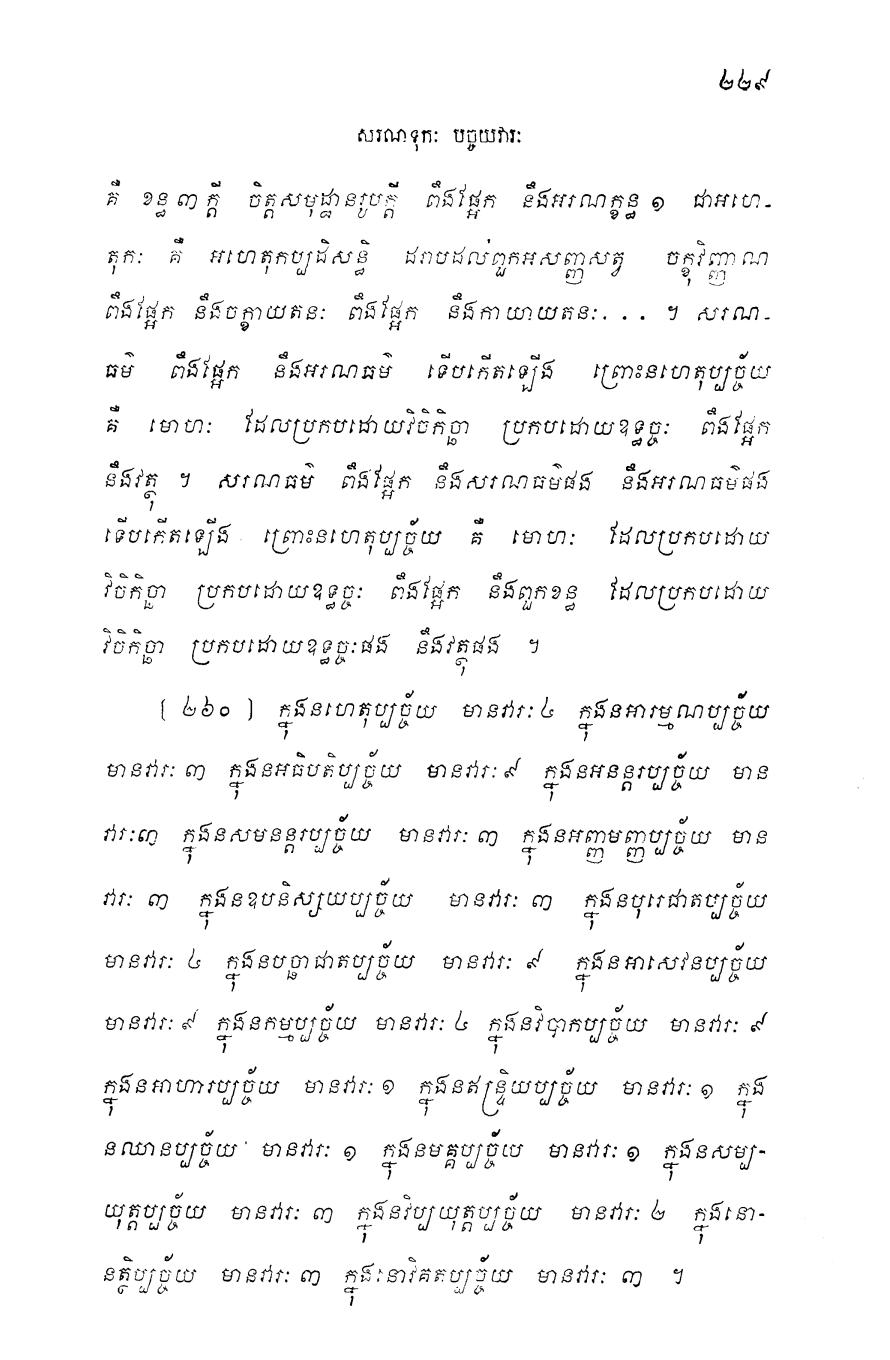 ២២៩
សរណទុកៈ បច្ចយវារៈ
គឺ ខន្ធ៣ក្តី ចិត្តសមុដ្ឋានរូបក្តី ពឹងផ្អែក នឹងអរណក្ខន្ធ១ ជាអហេ-
តុកៈ គឺ អហេតុកប្បដិសន្ធិ ដរាបដល់ពួកអសញ្ញសត្វ ចក្ខុវិញ្ញាណ
ពឹងផ្អែក នឹងចក្ខាយតនៈ ពឹងផ្អែក នឹងកាយាយតនៈ... ។ សរណ-
ធម៌ ពឹងផ្អែក នឹងអរណធម៌ ទើបកើតឡើង ព្រោះនហេតុប្បច្ច័យ
គឺ មោហៈ ដែលប្រកបដោយវិចិកិច្ឆា ប្រកបដោយឧទ្ធច្ចៈ ពឹងផ្អែក
នឹងវត្ថុ ។ សរណធម៌ ពឹងផ្អែក នឹងសរណធម៌ផង នឹងអរណធម៌ផង
ទើបកើតឡើង ព្រោះនហេតុប្បច្ច័យ គឺ មោហៈ ដែលប្រកបដោយ
វិចិកិច្ឆា ប្រកបដោយឧទ្ធច្ចៈ ពឹងផ្អែក នឹងពួកខន្ធ ដែលប្រកបដោយ
វិចិកិច្ឆា ប្រកបដោយឧទ្ធច្ចៈផង នឹងវត្ថុផង ។
[ ២៦០ ] ក្នុងនហេតុប្បច្ច័យ មានវារៈ ៤ ក្នុងនអារម្មណប្បច្ច័យ
មានវារៈ ៣ ក្នុងនអធិបតិប្បច្ច័យ មានវារៈ ៩ ក្នុងនអនន្តរប្បច្ច័យ មាន
វារៈ៣ ក្នុងនសមនន្តរប្បច្ច័យ មានវារៈ ៣ ក្នុងនអញ្ញមញ្ញប្បច្ច័យ មាន
វារៈ ៣ ក្នុងនឧបនិស្សយប្បច្ច័យ មានវារៈ ៣ ក្នុងនបុរេជាតប្បច្ច័យ
មានវារៈ ៤ ក្នុងនបច្ឆាជាតប្បច្ច័យ មានវារៈ ៩ ក្នុងនអាសេវនប្បច្ច័យ
មានវារៈ ៩ ក្នុងនកម្មប្បច្ច័យ មានវារៈ ៤ ក្នុងនវិបាកប្បច្ច័យ មានវារៈ ៩
ក្នុងនអាហារប្បច្ច័យ មានវារៈ ១ ក្នុងនឥន្ទ្រិយប្បច្ច័យ មានវារៈ ១ ក្នុង
នឈានប្បច្ច័យ មានវារៈ ១ ក្នុងនមគ្គប្បច្ច័យ មានវារៈ ១ ក្នុងនសម្ប-
យុត្តប្បច្ច័យ មានវារៈ ៣ ក្នុងនវិប្បយុត្តប្បច្ច័យ មានវារៈ ២ ក្នុងនោ-
នត្ថិប្បច្ច័យ មានវារៈ ៣ ក្នុងនោវិគតប្បច្ច័យ មានវារៈ ៣ ។